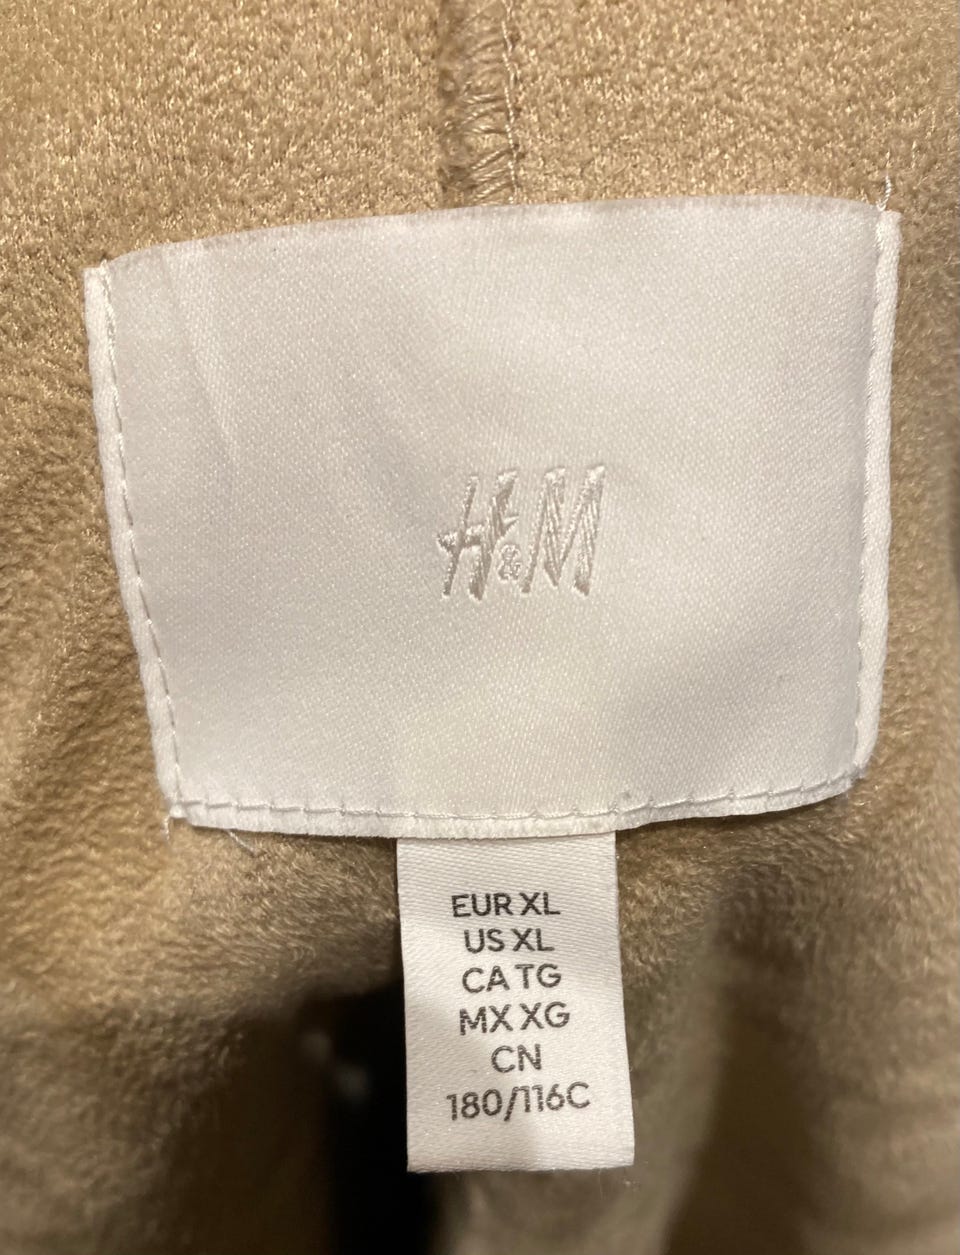 H&M
EUR XL
US XL
CA TG
MX XG
CN
180/116C